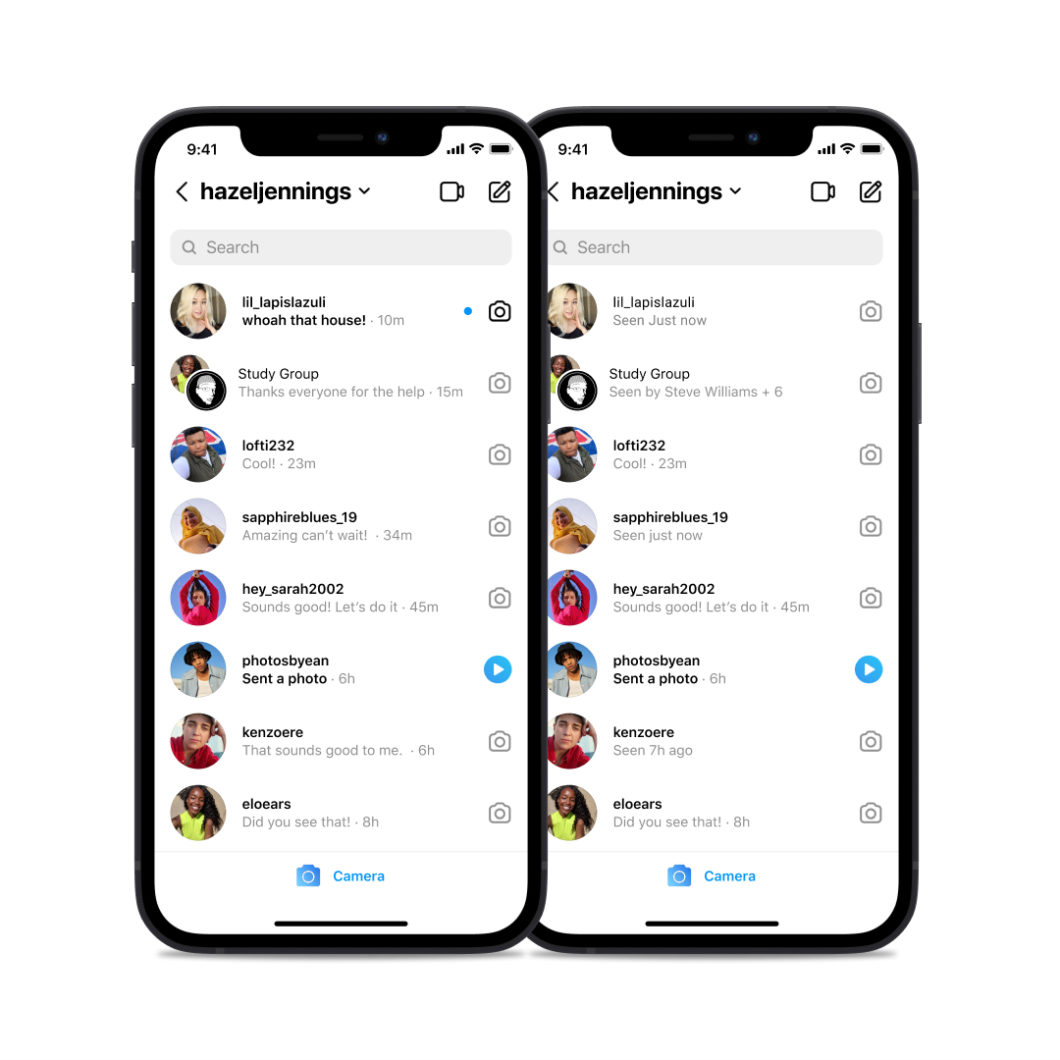 9:41
hazeljennings
Search
lil_lapislazuli
whoah that house! · 10m
Study Group
Thanks everyone for the help · 15m
lofti232
Cool! · 23m
sapphireblues_19
Amazing can't wait!  · 34m
hey_sarah2002
Sounds good! Let's do it · 45m
photosbyean
Sent a photo · 6h
kenzoere
That sounds good to me.  · 6h
eloears
Did you see that! · 8h
Camera
9:41
hazeljennings
Search
lil_lapislazuli
Seen Just now
Study Group
Seen by Steve Williams + 6
lofti232
Cool! · 23m
sapphireblues_19
Seen just now
hey_sarah2002
Sounds good! Let's do it · 45m
photosbyean
Sent a photo · 6h
kenzoere
Seen 7h ago
eloears
Did you see that! · 8h
Camera